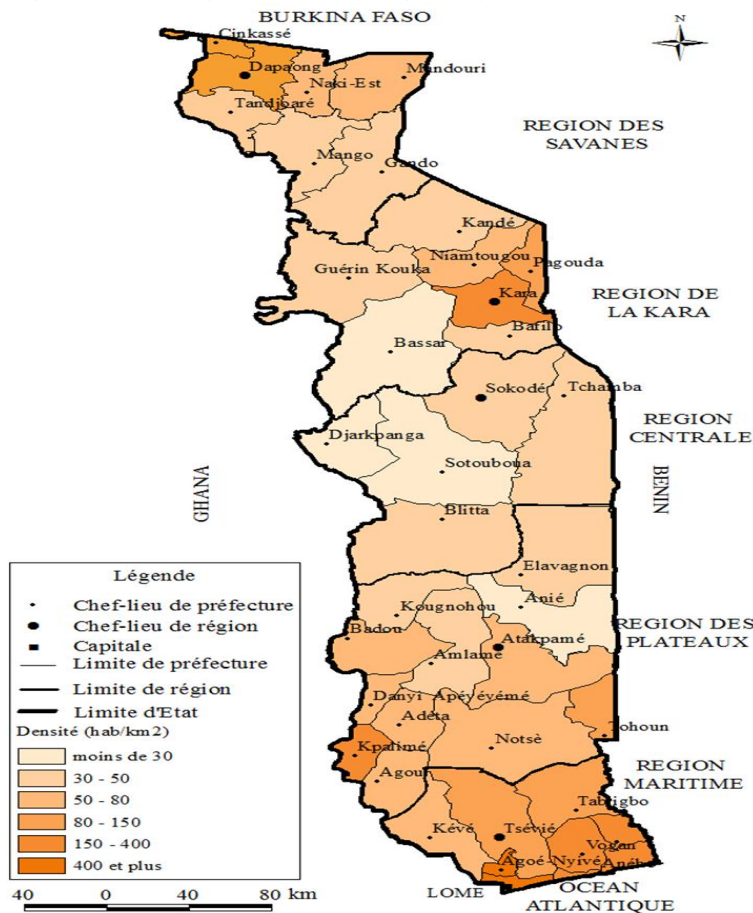 BURKINA FASO
N
Cinkassé
Dapaong
Mandouri
Naki-Est
Tandjoaré
REGION DES
SAVANES
Mango
Gando
Kandé
Niamtougou
Guérin Kouka
Pagouda
Kara
REGION DE
LA KARA
Bafilo
Bassar
Sokodé
Tchamba
Djarkpanga
REGION
CENTRALE
Sotouboua
GHANA
BENIN
Blitta
Elavagnon
Anié
Kougnohou
REGION DES
PLATEAUX
Badou
Atakpamé
Amlamé
Danyi Apéyéyémé
Adéta
Tohoun
Kpalimé
Notsè
Agou
REGION
MARITIME
Tabligbo
Kévé
Tsévié
Vogan
Agoé
Nyivé
LOME
OCEAN
ATLANTIQUE
Légende
Chef-lieu de préfecture
Chef-lieu de région
Capitale
Limite de préfecture
Limite de région
Limite d'Etat
Densité (hab/km2)
moins de 30
30 - 50
50 - 80
80 - 150
150 - 400
400 et plus
40 0 40 80 km